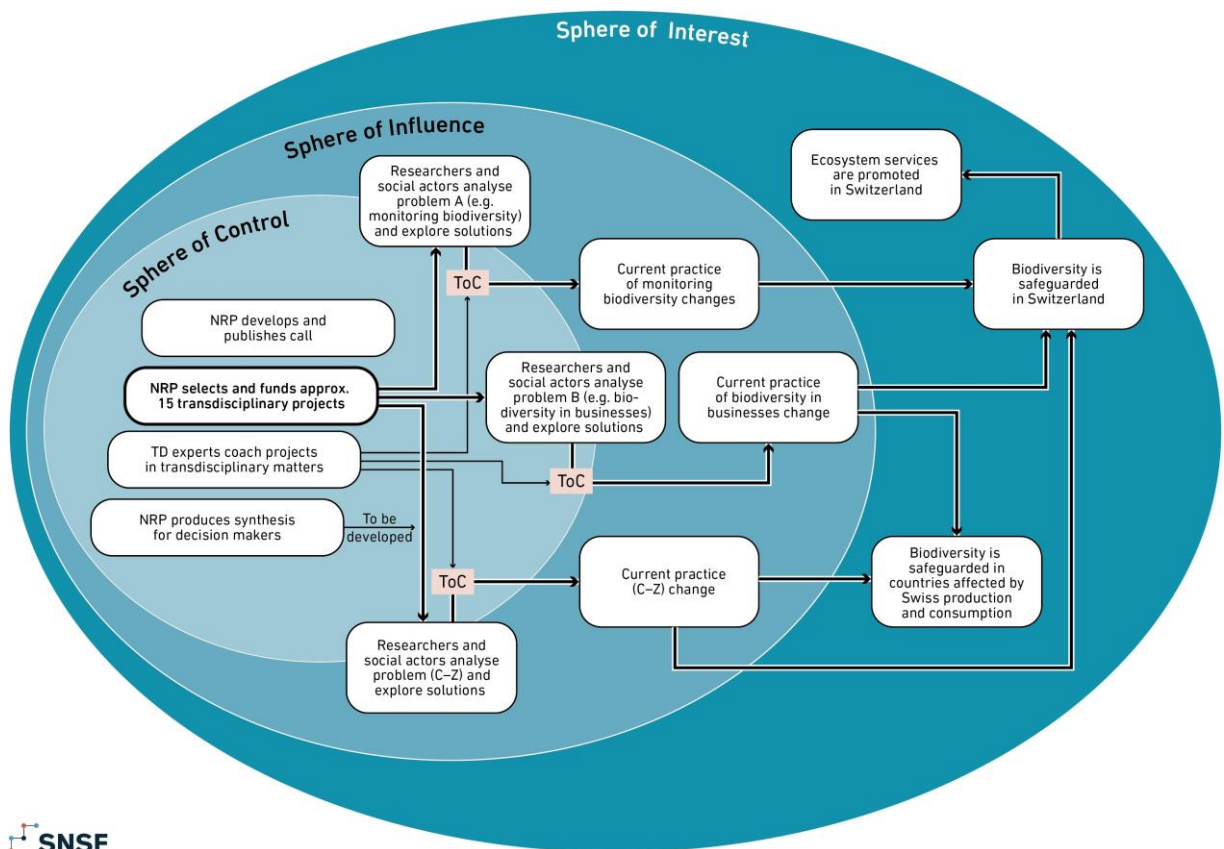 Sphere of Interest
Sphere of Influence
Sphere of Control
Researchers and
social actors analyse
problem A (e.g.
monitoring biodiversity)
and explore solutions
Ecosystem services
are promoted
in Switzerland
ToC
Current practice
of monitoring
biodiversity changes
Biodiversity is
safeguarded
in Switzerland
NRP develops and
publishes call
NRP selects and funds approx.
15 transdisciplinary projects
Researchers and
social actors analyse
problem B (e.g. bio-
diversity in businesses)
and explore solutions
Current practice
of biodiversity in
businesses change
TD experts coach projects
in transdisciplinary matters
ToC
NRP produces synthesis
for decision makers
To be
developed
ToC
Current practice
(C–Z) change
Biodiversity is
safeguarded in
countries affected by
Swiss production
and consumption
Researchers and
social actors analyse
problem (C–Z) and
explore solutions
SNSF